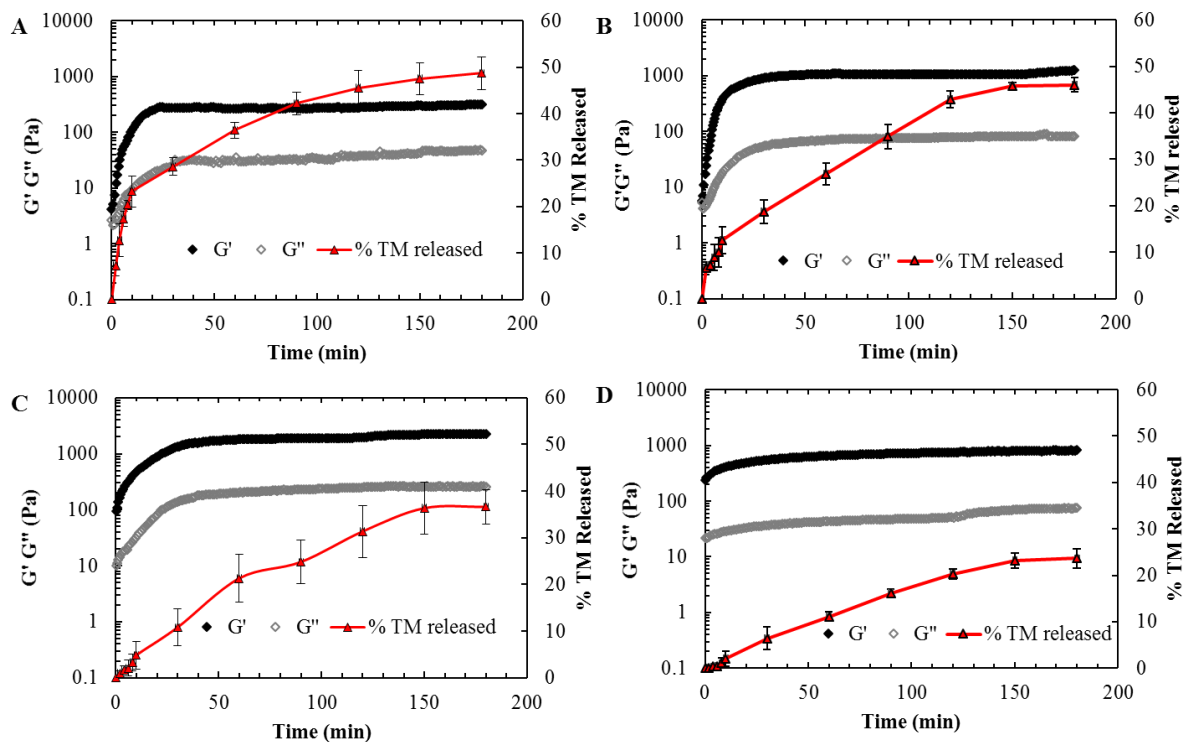 A
10000
1000
100
10
1
0.1
G' G" (Pa)
60
50
40
30
20
10
0
% TM Released
G' G" % TM released
0 50 100 150 200
Time (min)
B
10000
1000
100
10
1
0.1
G'G" (Pa)
60
50
40
30
20
10
0
% TM released
G' G" % TM released
0 50 100 150 200
Time (min)
C
10000
1000
100
10
1
0.1
G' G" (Pa)
60
50
40
30
20
10
0
% TM Released
G' G" % TM released
0 50 100 150 200
Time (min)
D
10000
1000
100
10
1
0.1
G' G" (Pa)
60
50
40
30
20
10
0
% TM Released
G' G" % TM released
0 50 100 150 200
Time (min)